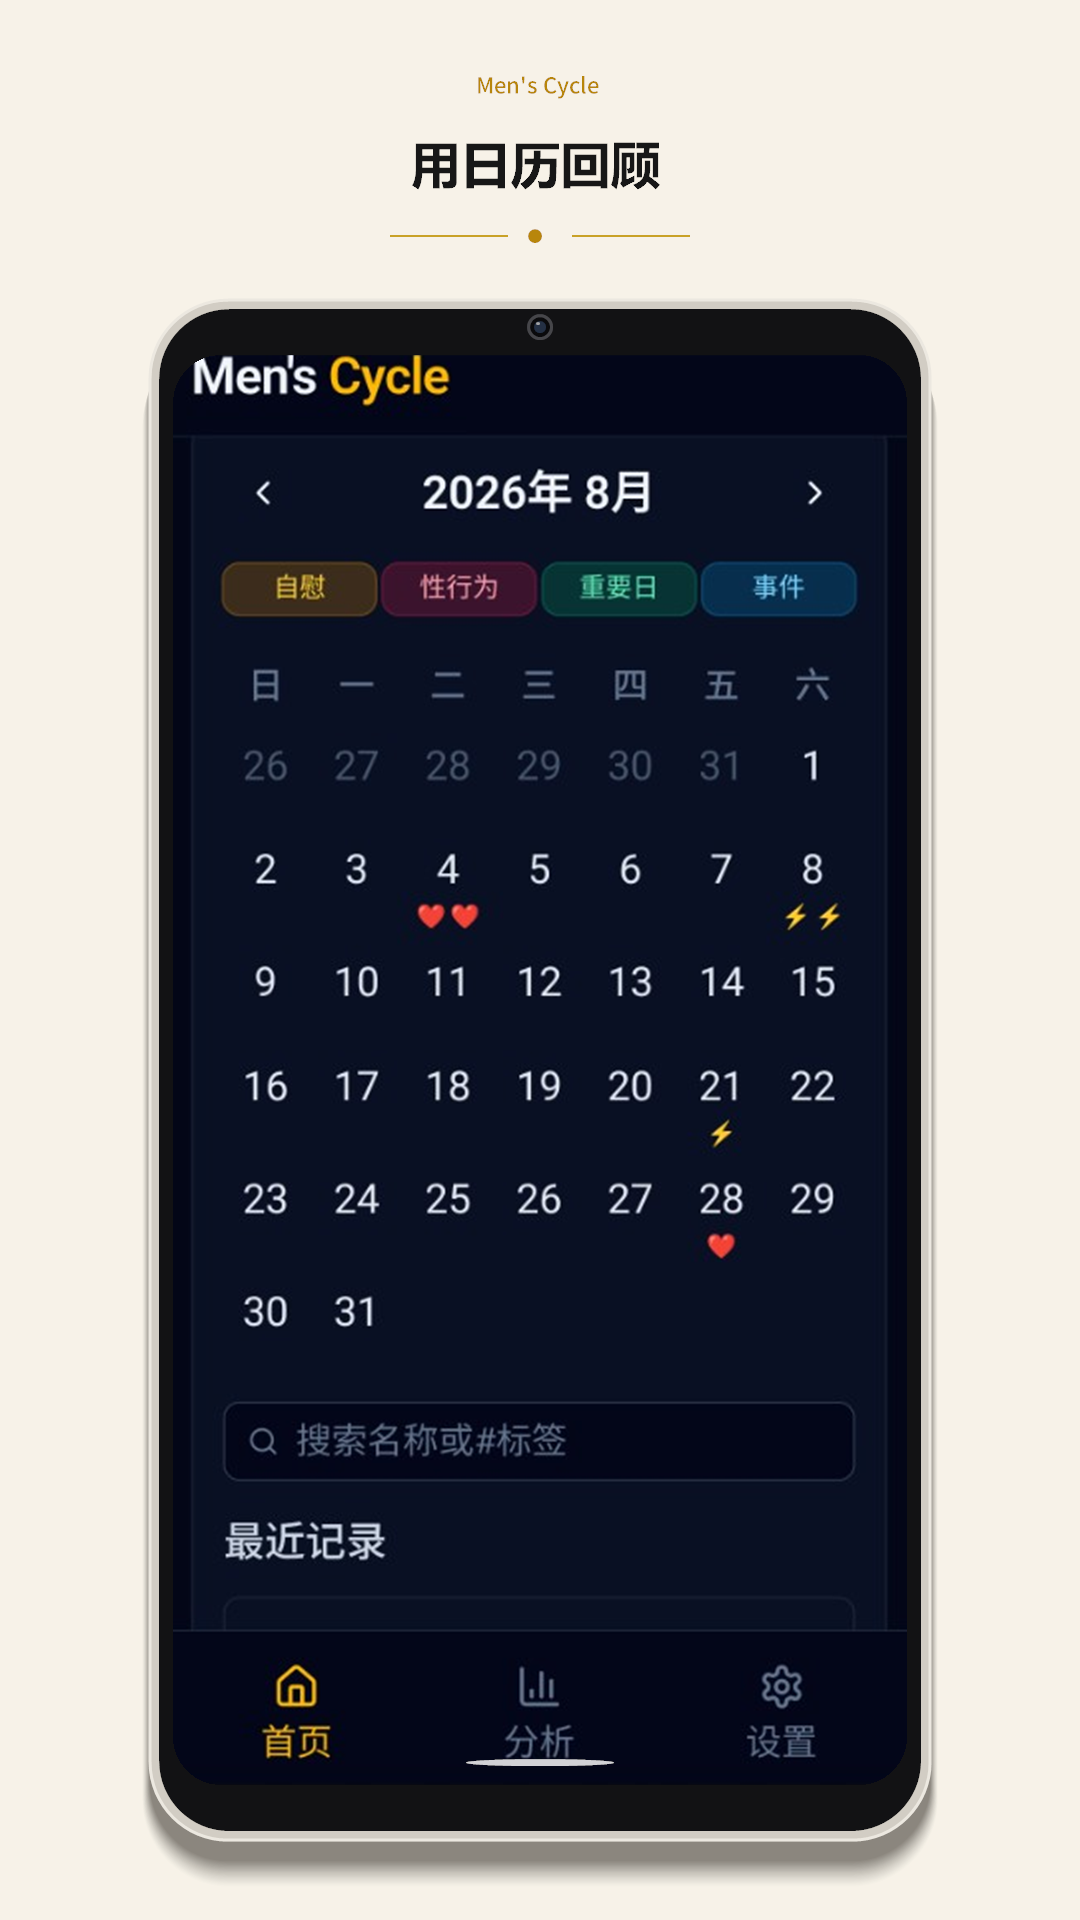 Men's Cycle
用日历回顾
Men's Cycle
2026年 8月
自慰 性行为 重要日 事件
日 一 二 三 四 五 六
26 27 28 29 30 31 1
2 3 4 5 6 7 8
9 10 11 12 13 14 15
16 17 18 19 20 21 22
23 24 25 26 27 28 29
30 31
搜索名称或#标签
最近记录
首页 分析 设置